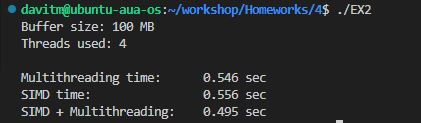 davitm@ubuntu-aua-os:~/workshop/Homeworks/4$ ./EX2
Buffer size: 100 MB
Threads used: 4
Multithreading time: 0.546 sec
SIMD time: 0.556 sec
SIMD + Multithreading: 0.495 sec